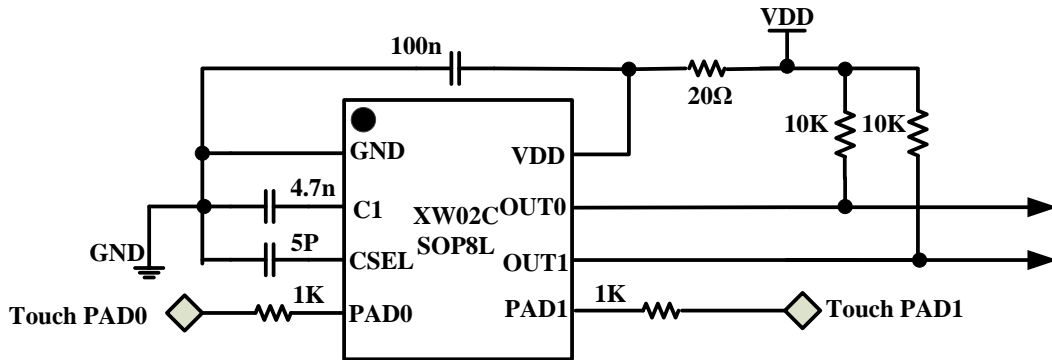 VDD
100n
20Ω
10K
10K
GND
VDD
4.7n
C1
XW02C
SOP8L
OUT0
5P
GND
CSEL
OUT1
Touch PAD0
1K
PAD0
PAD1
1K
Touch PAD1